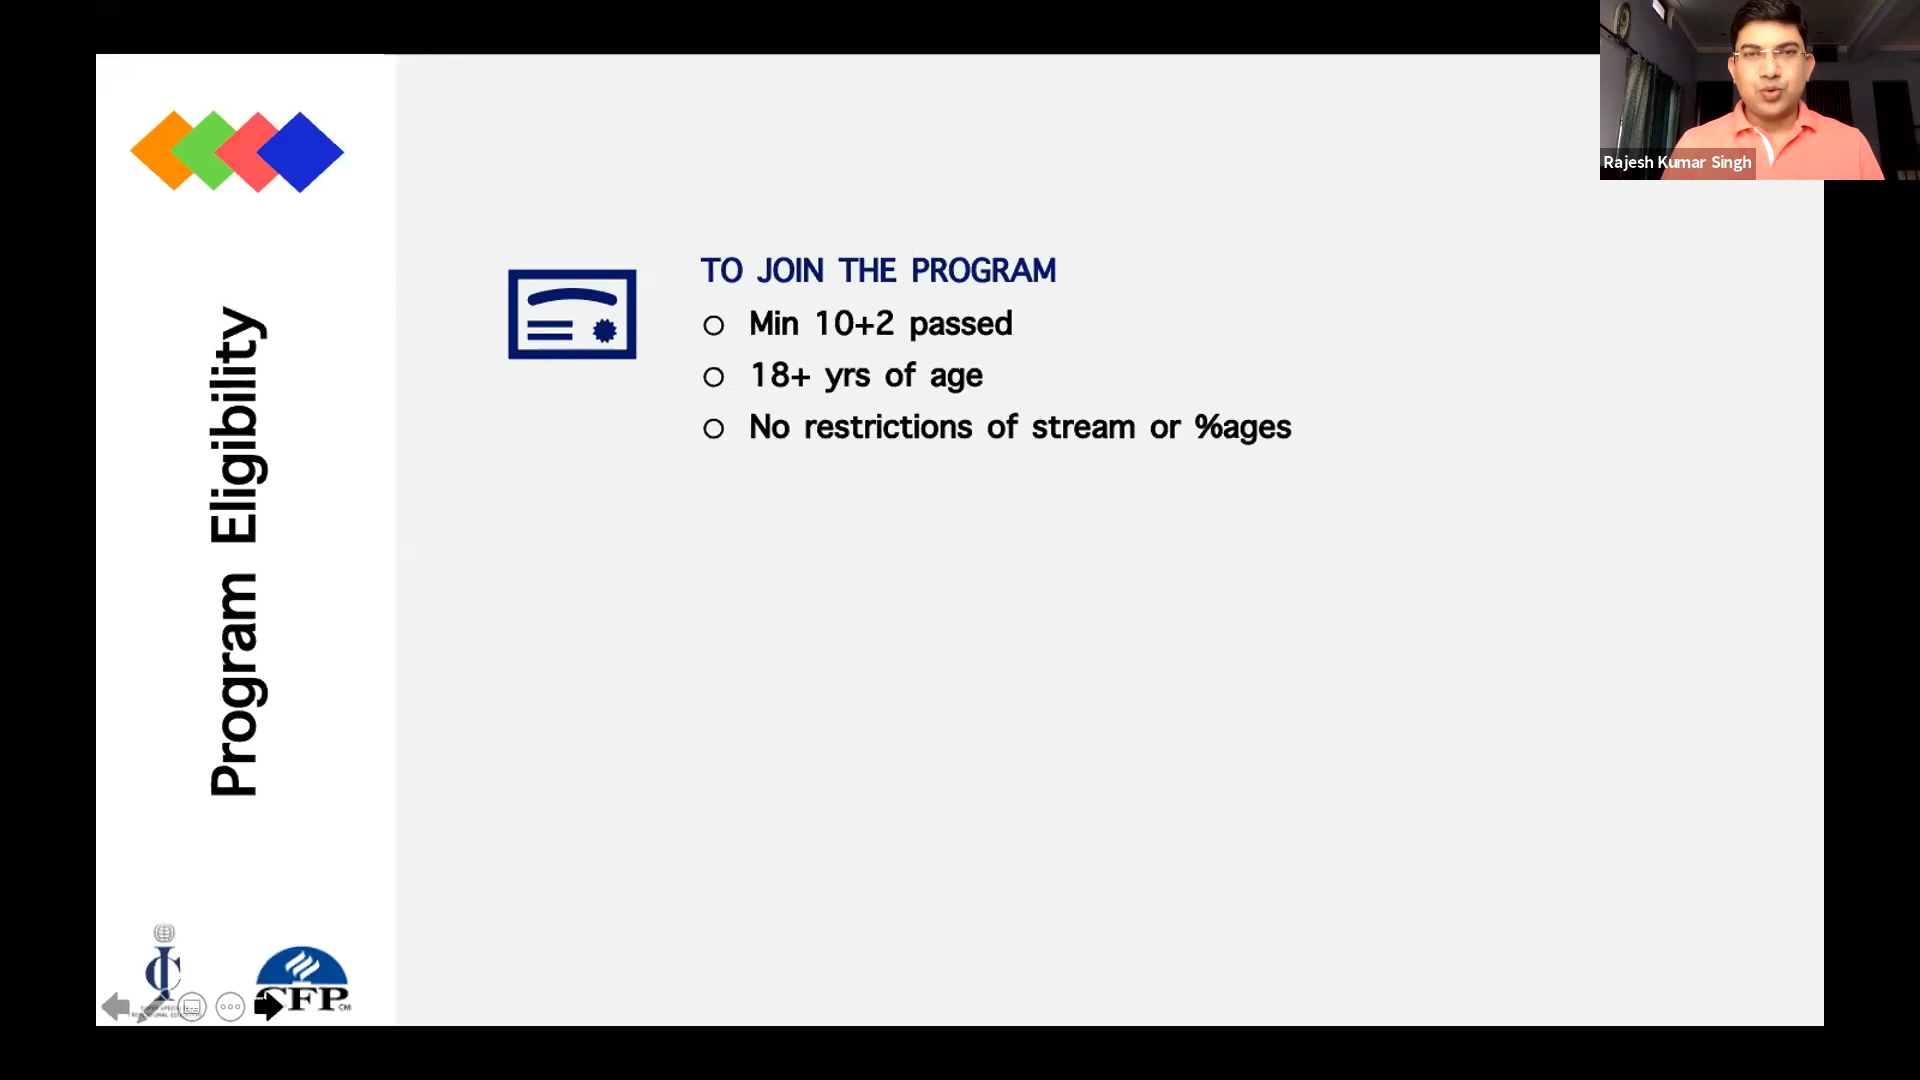 Rajesh Kumar Singh
Program Eligibility
TO JOIN THE PROGRAM
Min 10+2 passed
18+ yrs of age
No restrictions of stream or %ages
CFP